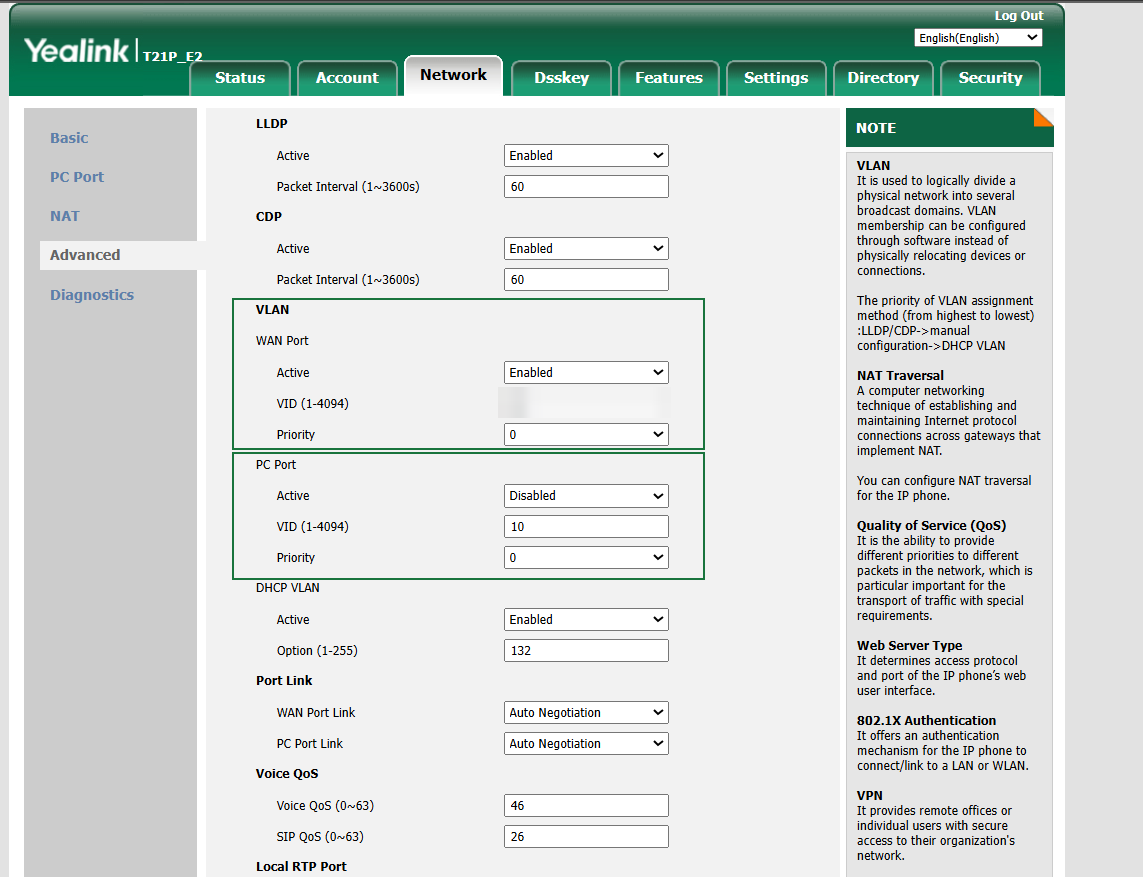 Log Out
English(English)
Yealink T21P_E2
Status Account Network Dsskey Features Settings Directory Security
Basic
PC Port
NAT
Advanced
Diagnostics
LLDP
Active Enabled
Packet Interval (1~3600s) 60
CDP
Active Enabled
Packet Interval (1~3600s) 60
VLAN
WAN Port
Active Enabled
VID (1-4094)
Priority 0
PC Port
Active Disabled
VID (1-4094) 10
Priority 0
DHCP VLAN
Active Enabled
Option (1-255) 132
Port Link
WAN Port Link Auto Negotiation
PC Port Link Auto Negotiation
Voice QoS
Voice QoS (0~63) 46
SIP QoS (0~63) 26
Local RTP Port
NOTE
VLAN
It is used to logically divide a
physical network into several
broadcast domains. VLAN
membership can be configured
through software instead of
physically relocating devices or
connections.
The priority of VLAN assignment
method (from highest to lowest)
:LLDP/CDP->manual
configuration->DHCP VLAN
NAT Traversal
A computer networking
technique of establishing and
maintaining Internet protocol
connections across gateways that
implement NAT.
You can configure NAT traversal
for the IP phone.
Quality of Service (QoS)
It is the ability to provide
different priorities to different
packets in the network, which is
particular important for the
transport of traffic with special
requirements.
Web Server Type
It determines access protocol
and port of the IP phone's web
user interface.
802.1X Authentication
It offers an authentication
mechanism for the IP phone to
connect/link to a LAN or WLAN.
VPN
It provides remote offices or
individual users with secure
access to their organization's
network.